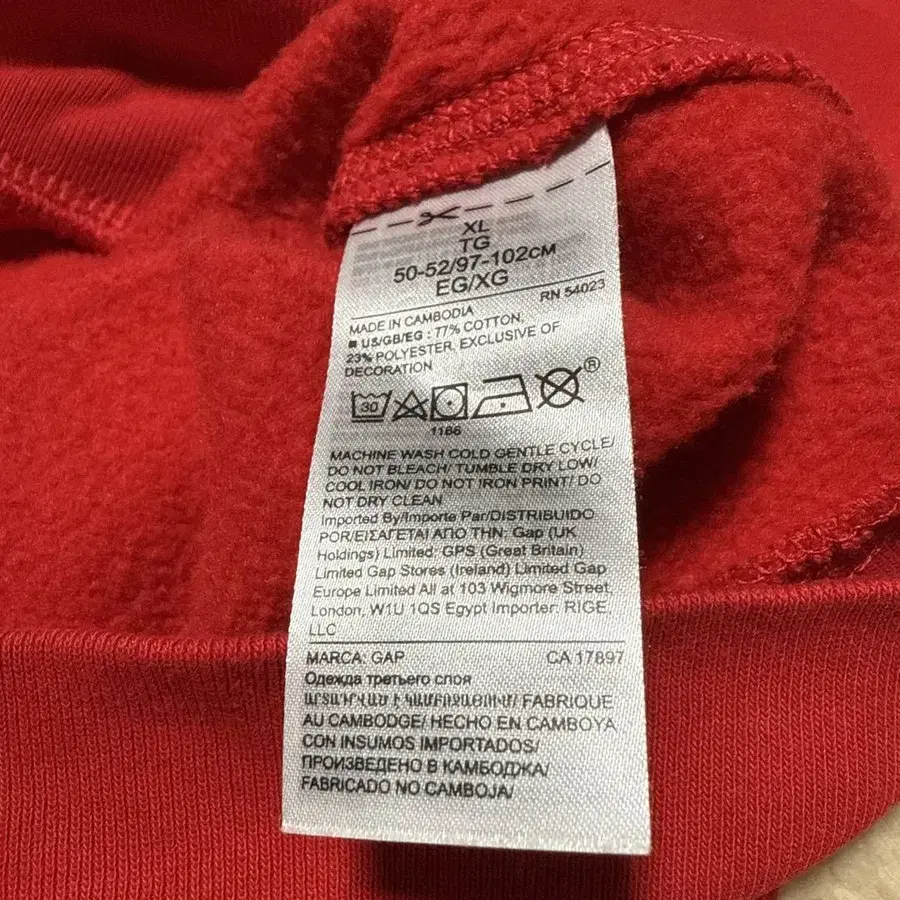 XL
TG
50-52/97-102CM
EG/XG
RN 54023
MADE IN CAMBODIA
■ US/GB/EG : 77% COTTON,
23% POLYESTER, EXCLUSIVE OF
DECORATION
30
®
1166
MACHINE WASH COLD GENTLE CYCLE/
DO NOT BLEACH/ TUMBLE DRY LOW/
COOL IRON/ DO NOT IRON PRINT/ DO
NOT DRY CLEAN
Imported By/Importe Par/DISTRIBUIDO
POR/ΕΙΣΑΓΕΤΑΙ ΑΠΟ ΤΗΝ: Gap (UK
Holdings) Limited; GPS (Great Britain)
Limited Gap Stores (Ireland) Limited Gap
Europe Limited All at 103 Wigmore Street,
London, W1U 1QS Egypt Importer: RIGE,
LLC
MARCA: GAP CA 17897
Одежда третьего слоя
ԱՐՏԱԴՐՎԱԾ Է ԿԱՄԲՈՋԱՅՈՒՄ/ FABRIQUE
AU CAMBODGE/ HECHO EN CAMBOYA
CON INSUMOS IMPORTADOS/
ПРОИЗВЕДЕНО В КАМБОДЖА/
FABRICADO NO CAMBOJA/